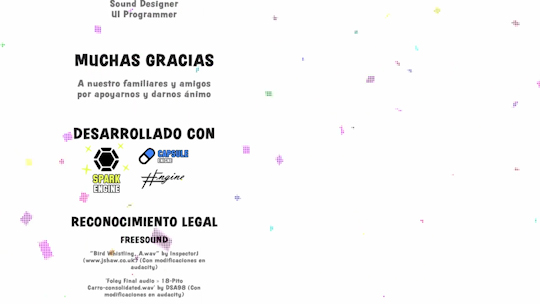 Sound Designer
UI Programmer
MUCHAS GRACIAS
A nuestro familiares y amigos
por apoyarnos y darnos ánimo
DESARROLLADO CON
SPARK
ENGINE
CAPSULE
ENGINE
#Engine
RECONOCIMIENTO LEGAL
FREESOUND
"Bird Whistling, A.wav" by Inspectorj
(www.jshaw.co.uk) (Con modificaciones en
audacity)
'Foley Final audio - 18-Pito
Carro-consolidated.wav' by DSA98 (Con
modificaciones en audacity)